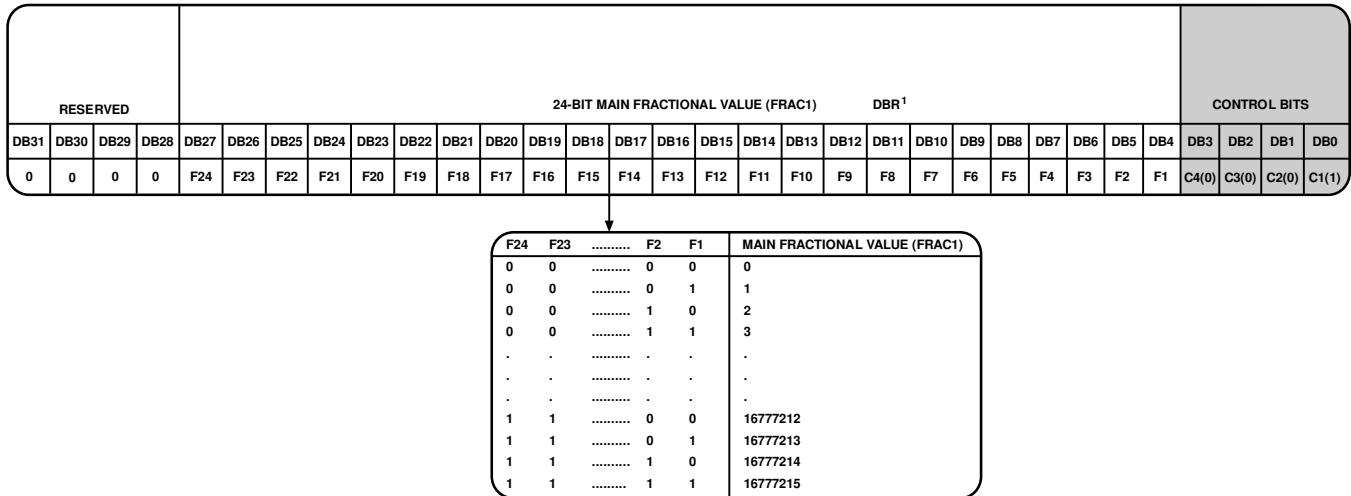 RESERVED 24-BIT MAIN FRACTIONAL VALUE (FRAC1) DBR1 CONTROL BITS
DB31 DB30 DB29 DB28 DB27 DB26 DB25 DB24 DB23 DB22 DB21 DB20 DB19 DB18 DB17 DB16 DB15 DB14 DB13 DB12 DB11 DB10 DB9 DB8 DB7 DB6 DB5 DB4 DB3 DB2 DB1 DB0
0 0 0 0 F24 F23 F22 F21 F20 F19 F18 F17 F16 F15 F14 F13 F12 F11 F10 F9 F8 F7 F6 F5 F4 F3 F2 F1 C4(0) C3(0) C2(0) C1(1)
F24 F23 .......... F2 F1 MAIN FRACTIONAL VALUE (FRAC1)
0 0 .......... 0 0 0
0 0 .......... 0 1 1
0 0 .......... 1 0 2
0 0 .......... 1 1 3
. . .......... . . .
. . .......... . . .
. . .......... . . .
1 1 .......... 0 0 16777212
1 1 .......... 0 1 16777213
1 1 .......... 1 0 16777214
1 1 ......... 1 1 16777215